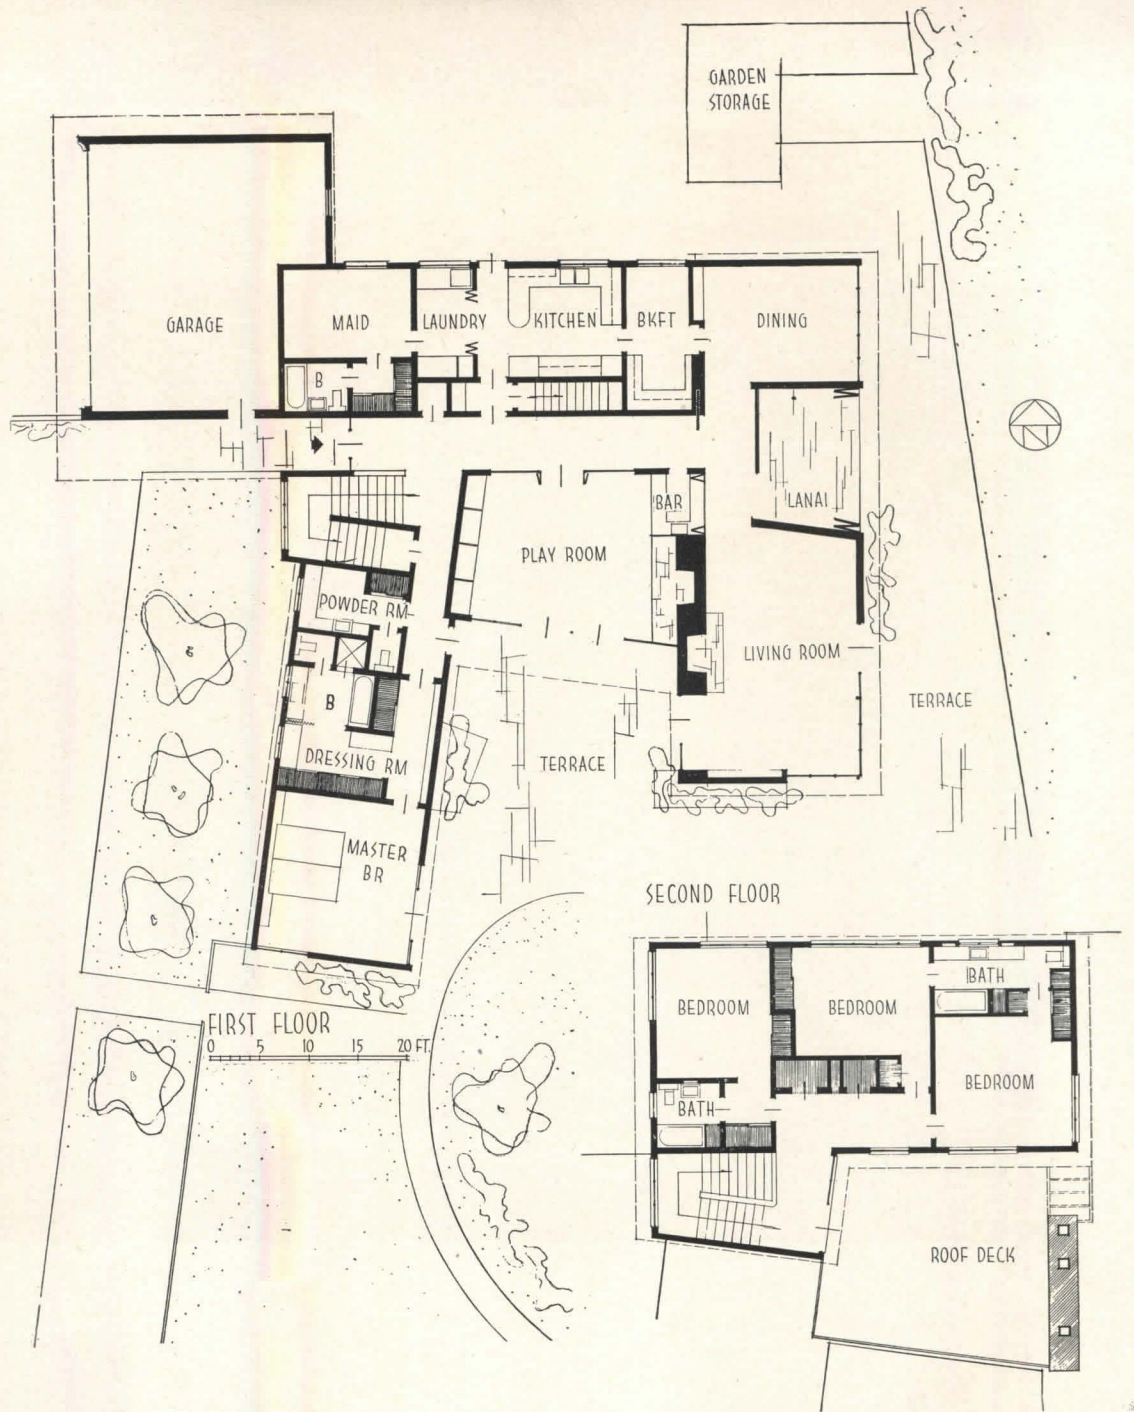 GARDEN
STORAGE
GARAGE
MAID
LAUNDRY
KITCHEN
BKFT
DINING
B
N
LANAI
BAR
PLAY ROOM
POWDER RM
LIVING ROOM
B
TERRACE
DRESSING RM
TERRACE
MASTER
BR
SECOND FLOOR
BATH
BEDROOM
BEDROOM
FIRST FLOOR
0 5 10 15 20 FT.
BEDROOM
BATH
ROOF DECK